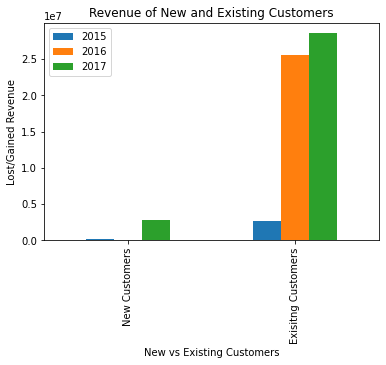 Revenue of New and Existing Customers
1e7
2015
2016
2017
2.5
2.0
1.5
1.0
0.5
0.0
Lost/Gained Revenue
New Customers
Exisitng Customers
New vs Existing Customers